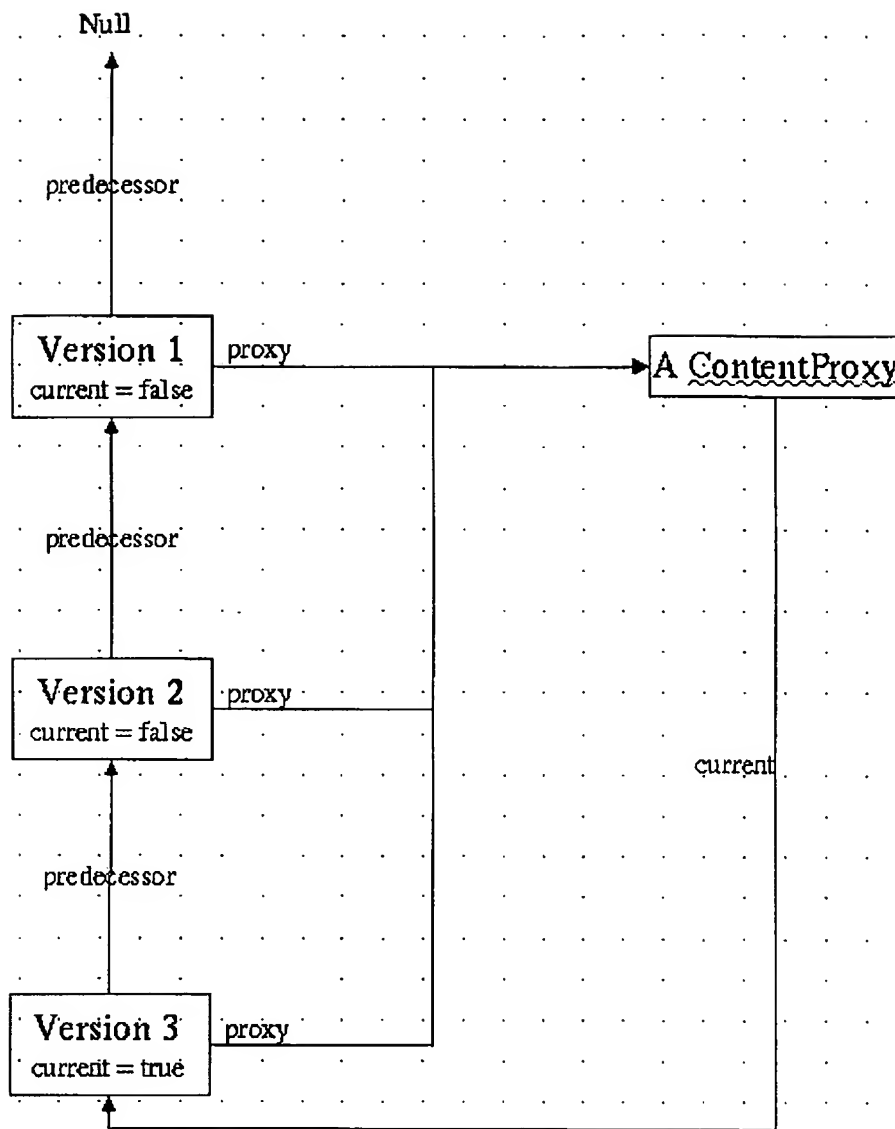 Null
predecessor
Version 1
current = false
proxy
A ContentProxy
predecessor
Version 2
current = false
proxy
current
predecessor
Version 3
current = true
proxy